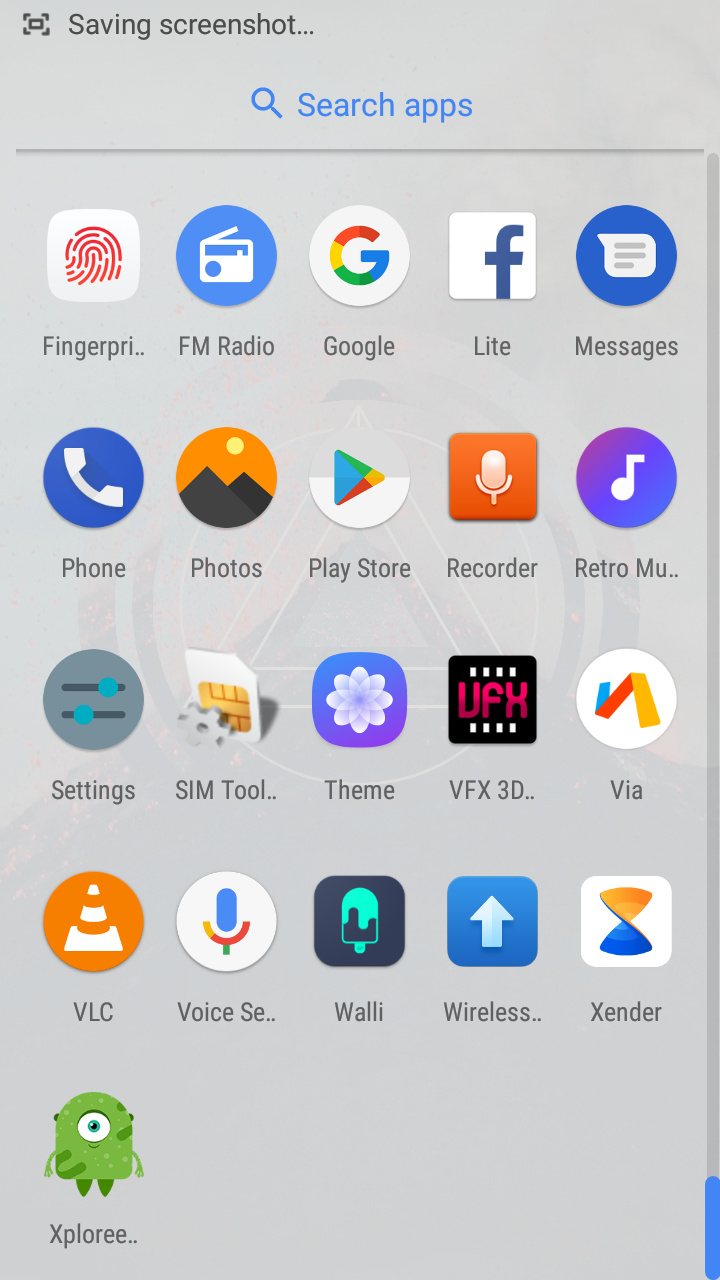 Saving screenshot...
Search apps
Fingerpri..
FM Radio
Google
Lite
Messages
Phone
Photos
Play Store
Recorder
Retro Mu..
Settings
SIM Tool..
Theme
VFX
VFX 3D..
Via
VLC
Voice Se..
Walli
Wireless..
Xender
Xploree..